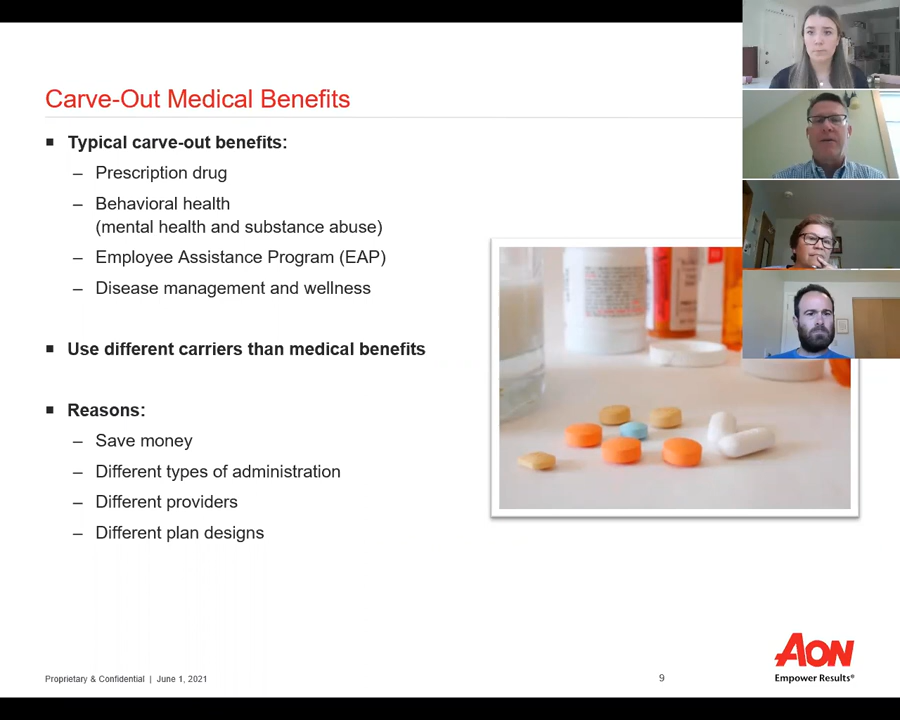 Carve-Out Medical Benefits
■ Typical carve-out benefits:
– Prescription drug
– Behavioral health
(mental health and substance abuse)
– Employee Assistance Program (EAP)
– Disease management and wellness
■ Use different carriers than medical benefits
■ Reasons:
– Save money
– Different types of administration
– Different providers
– Different plan designs
Proprietary & Confidential | June 1, 2021
9
AON
Empower Results®